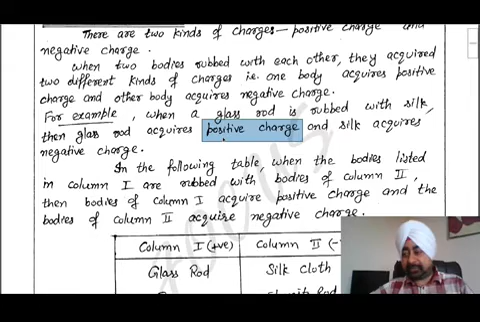 There are two kinds of charges – positive charge and
negative charge.
When two bodies rubbed with each other, they acquired
two different kinds of charges i.e. one body acquires positive
charge and other body acquires negative charge.
For example, when a glass rod is rubbed with silk,
then glass rod acquires positive charge and silk acquires
negative charge.
In the following table, when the bodies listed
in column I are rubbed with bodies of column II,
then bodies of column I acquire positive charge and the
bodies of column II acquire negative charge.
Column I (+ve) Column II (-
Glass Rod Silk Cloth